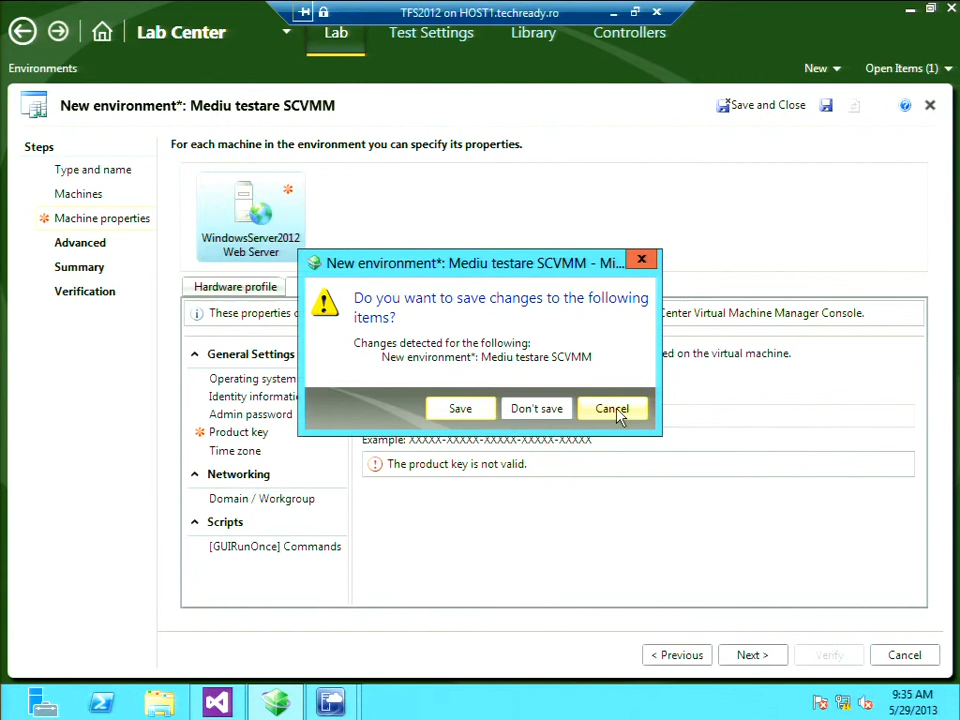 TFS2012 on HOST1.techready.ro
Lab Center
Lab
Test Settings
Library
Controllers
Environments
New
Open Items (1)
New environment*: Mediu testare SCVMM
Save and Close
Steps
For each machine in the environment you can specify its properties.
Type and name
Machines
Machine properties
Advanced
Summary
Verification
WindowsServer2012
Web Server
New environment*: Mediu testare SCVMM - Mi...
Do you want to save changes to the following
items?
Changes detected for the following:
New environment*: Mediu testare SCVMM
Save
Don't save
Cancel
Hardware profile
These properties
Center Virtual Machine Manager Console.
General Settings
ed on the virtual machine.
Operating system
Identity informati
Admin password
Product key
Time zone
Example: XXXXX-XXXXX-XXXXX-XXXXX-XXXXX
The product key is not valid.
Networking
Domain / Workgroup
Scripts
[GUIRunOnce] Commands
< Previous
Next >
Verify
Cancel
9:35 AM
5/29/2013